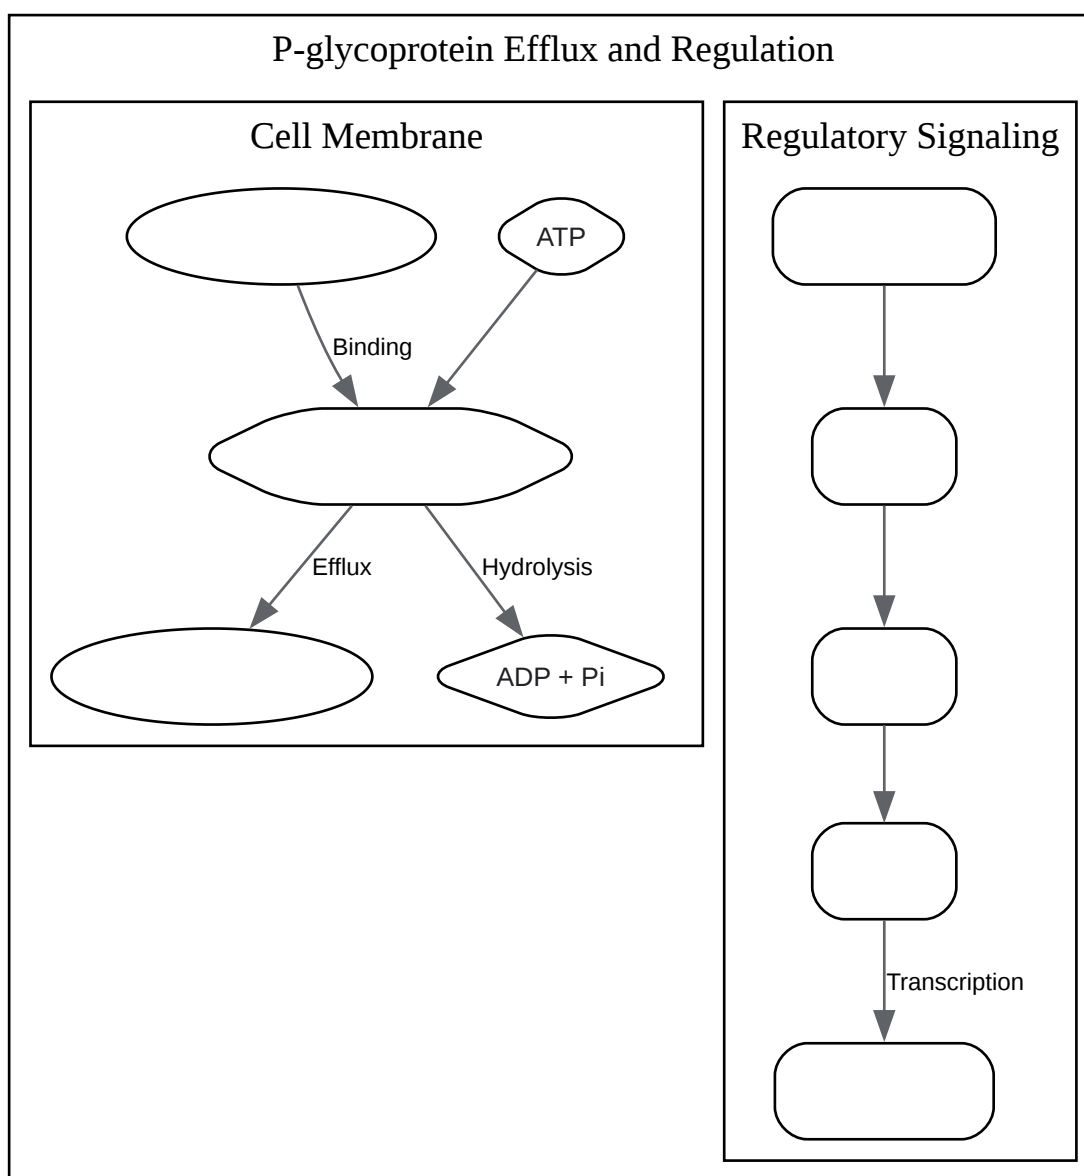 P-glycoprotein Efflux and Regulation
Cell Membrane
Regulatory Signaling
ATP
Binding
Efflux
Hydrolysis
ADP + Pi
Transcription